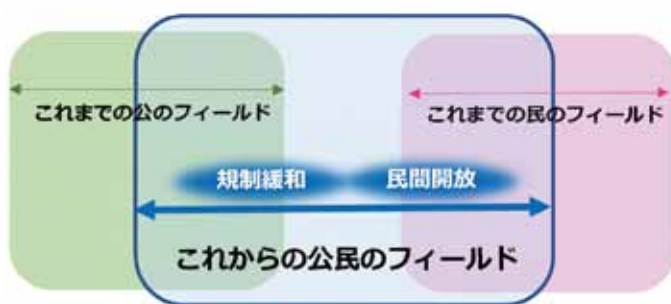 これまでの公のフィールド
これまでの民のフィールド
規制緩和
民間開放
これからの公民のフィールド